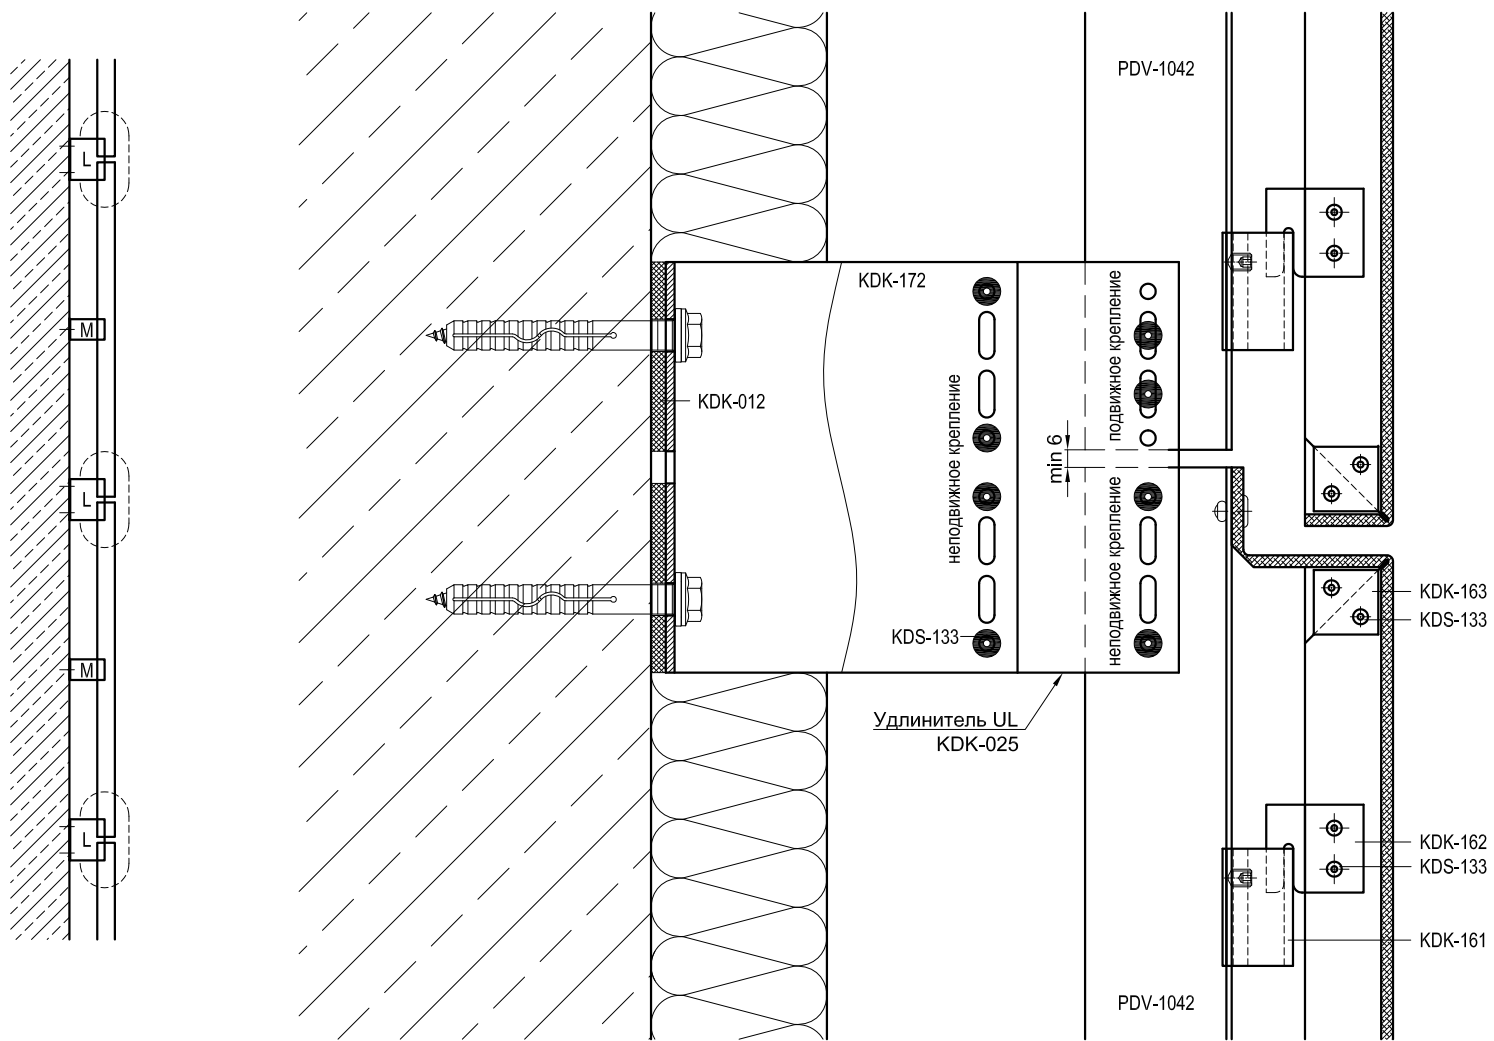 PDV-1042
L
KDK-172
подвижное крепление
M
KDK-012
неподвижное крепление
min 6
L
неподвижное крепление
KDK-163
KDS-133
KDS-133
M
Удлинитель UL
KDK-025
L
KDK-162
KDS-133
KDK-161
PDV-1042